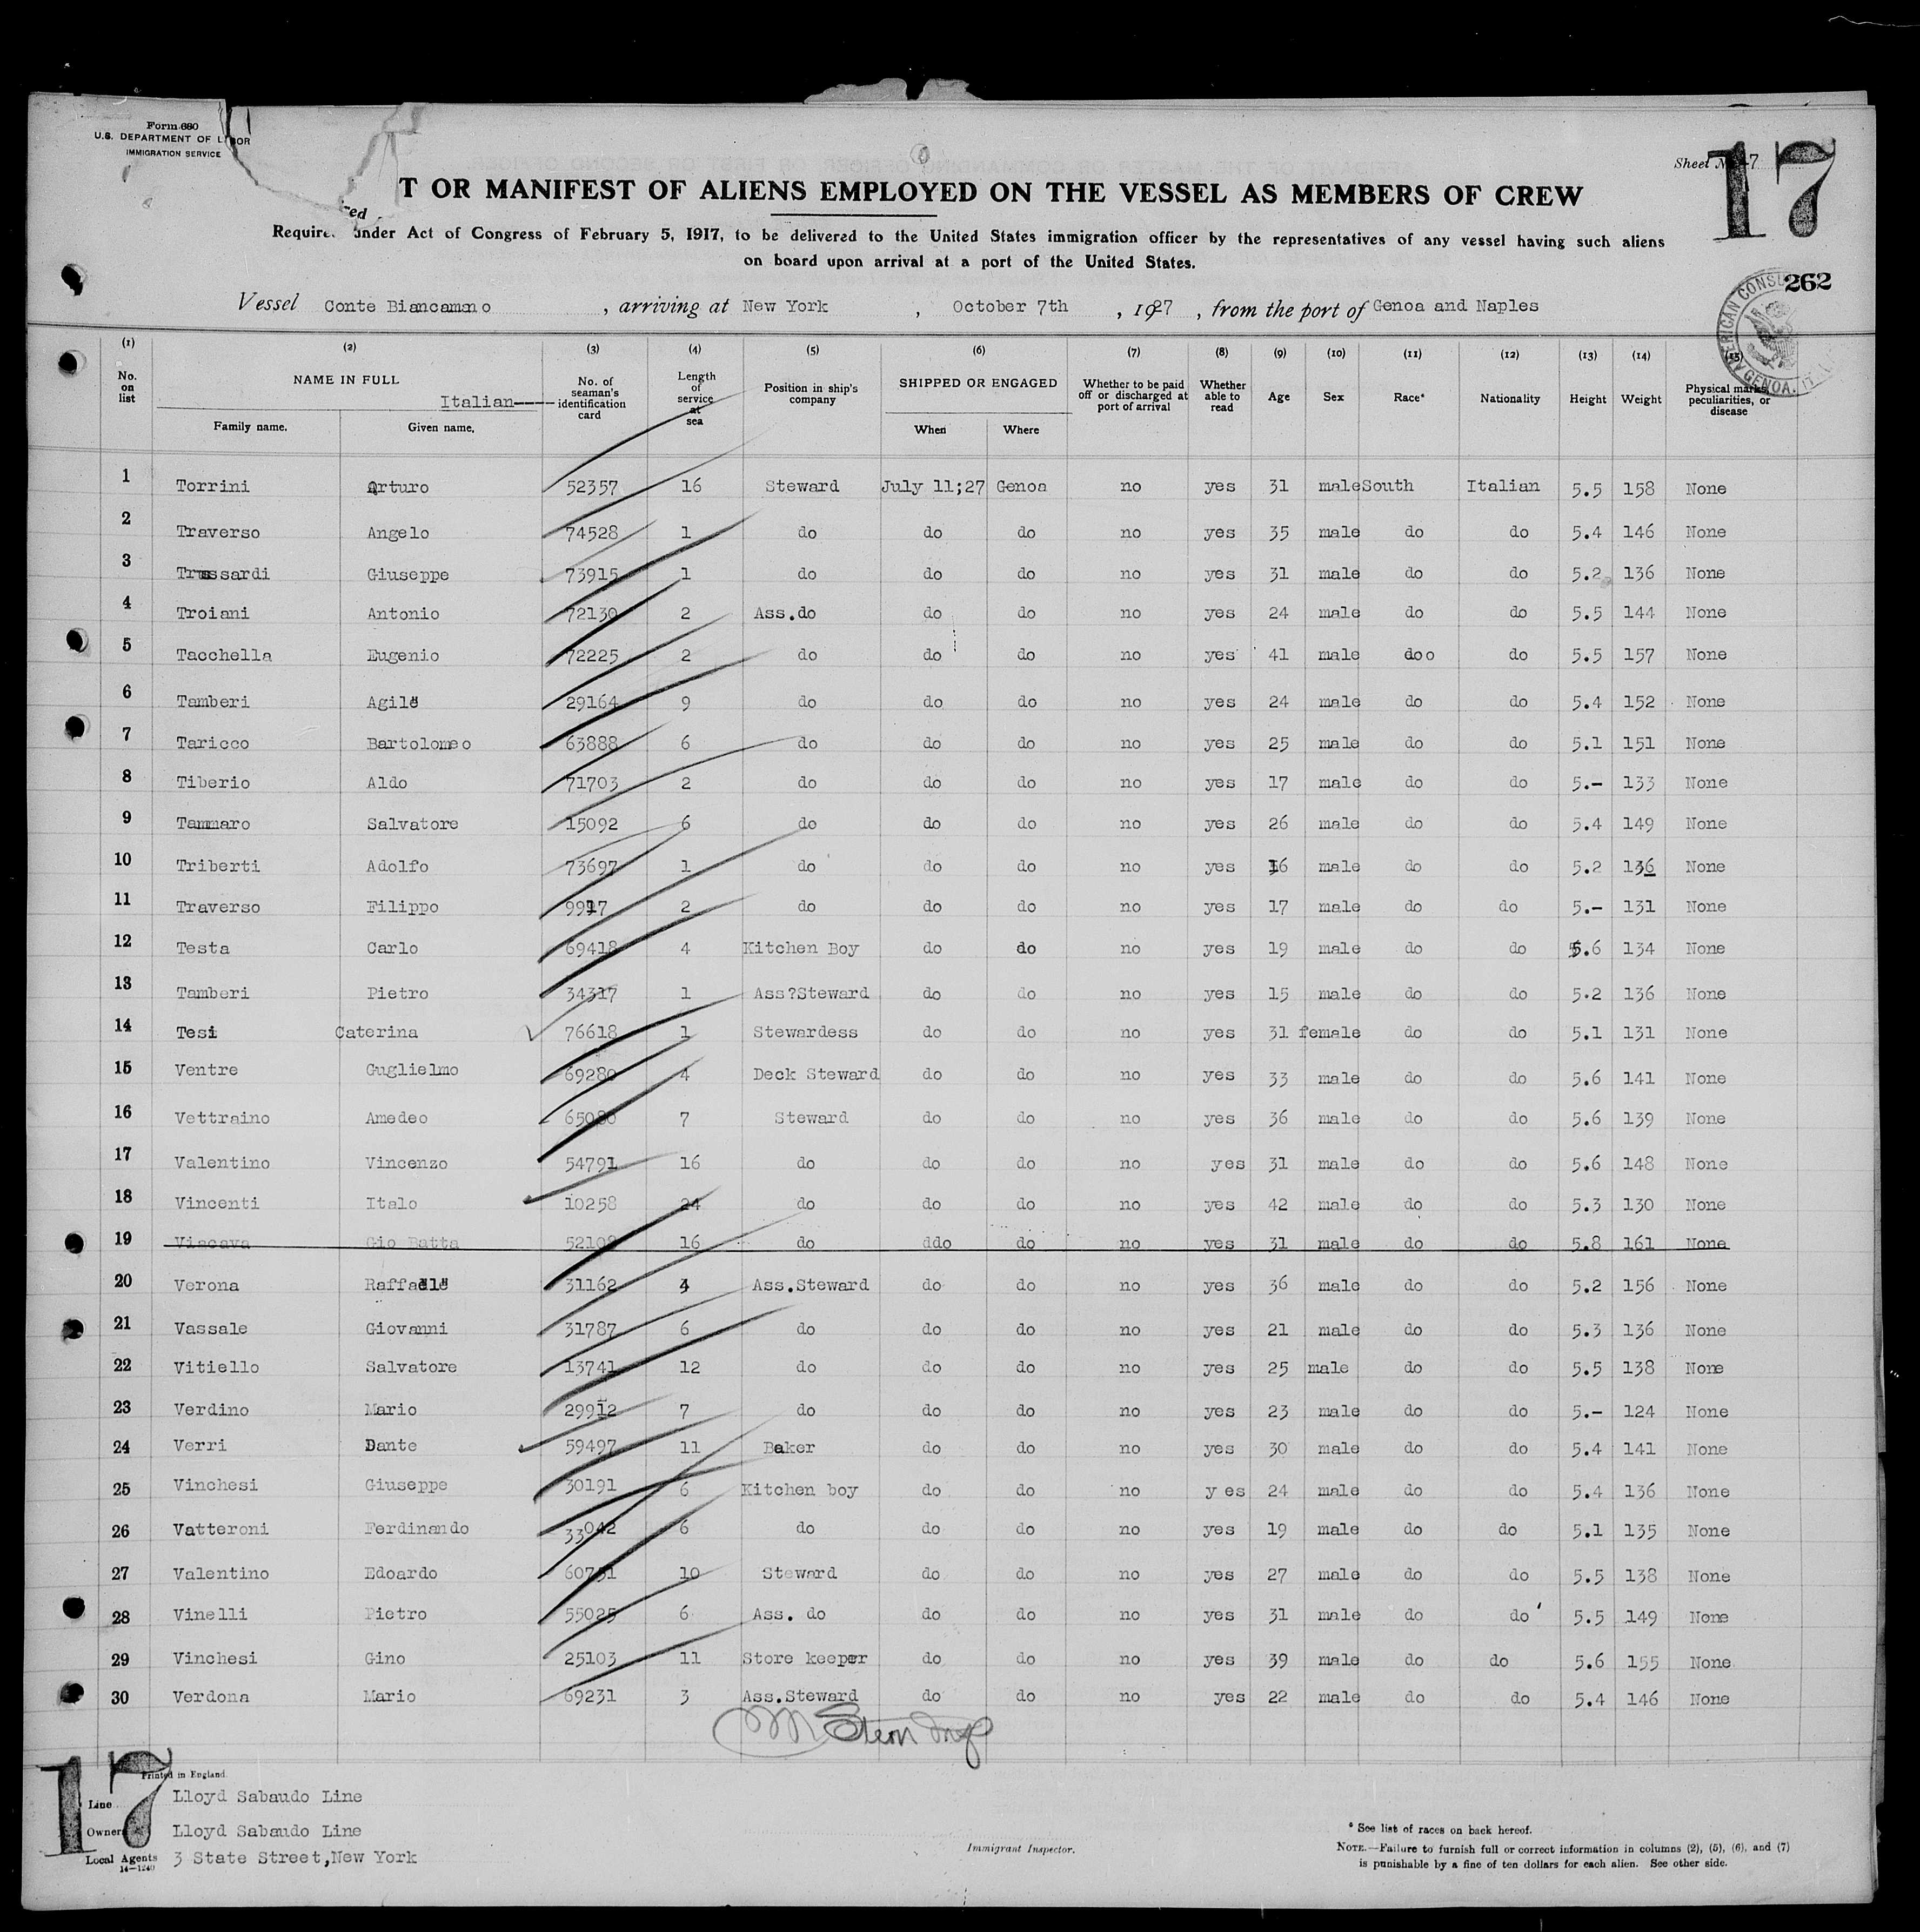 Form 680
U.S. DEPARTMENT OF LABOR
IMMIGRATION SERVICE
Sheet No. 17
17
T OR MANIFEST OF ALIENS EMPLOYED ON THE VESSEL AS MEMBERS OF CREW
Required under Act of Congress of February 5, 1917, to be delivered to the United States immigration officer by the representatives of any vessel having such aliens
on board upon arrival at a port of the United States.
262
AMERICAN CONSUL GENOA, ITALY
Vessel Conte Biancamano , arriving at New York , October 7th , 1927 , from the port of Genoa and Naples
(1) (2) (3) (4) (5) (6) (7) (8) (9) (10) (11) (12) (13) (14) (15)
No. on list NAME IN FULL Italian---- No. of seaman's identification card Length of service at sea Position in ship's company SHIPPED OR ENGAGED Whether to be paid off or discharged at port of arrival Whether able to read Age Sex Race* Nationality Height Weight Physical marks, peculiarities, or disease
Family name. Given name. When Where
1 Torrini Arturo 52357 16 Steward July 11;27 Genoa no yes 31 male South Italian 5.5 158 None
2 Traverso Angelo 74528 1 do do do no yes 35 male do do 5.4 146 None
3 Trussardi Giuseppe 73915 1 do do do no yes 31 male do do 5.2 136 None
4 Troiani Antonio 72130 2 Ass.do do do no yes 24 male do do 5.5 144 None
5 Tacchella Eugenio 72225 2 do do do no yes 41 male doo do 5.5 157 None
6 Tamberi Agile 29164 9 do do do no yes 24 male do do 5.4 152 None
7 Taricco Bartolomeo 63888 6 do do do no yes 25 male do do 5.1 151 None
8 Tiberio Aldo 71703 2 do do do no yes 17 male do do 5.- 133 None
9 Tammaro Salvatore 15092 6 do do do no yes 26 male do do 5.4 149 None
10 Triberti Adolfo 73697 1 do do do no yes 16 male do do 5.2 136 None
11 Traverso Filippo 9917 2 do do do no yes 17 male do do 5.- 131 None
12 Testa Carlo 69418 4 Kitchen Boy do do no yes 19 male do do 5.6 134 None
13 Tamberi Pietro 34317 1 Ass?Steward do do no yes 15 male do do 5.2 136 None
14 Tesi Caterina 76618 1 Stewardess do do no yes 31 female do do 5.1 131 None
15 Ventre Guglielmo 69280 4 Deck Steward do do no yes 33 male do do 5.6 141 None
16 Vettraino Amedeo 7 Steward do do no yes 36 male do do 5.6 139 None
17 Valentino Vincenzo 54791 16 do do do no yes 31 male do do 5.6 148 None
18 Vincenti Italo 10258 24 do do do no yes 42 male do do 5.3 130 None
19 Viacava Gio Batta 52109 16 do ddo do no yes 31 male do do 5.8 161 None
20 Verona Raffaele 31162 4 Ass.Steward do do no yes 36 male do do 5.2 156 None
21 Vassale Giovanni 31787 6 do do do no yes 21 male do do 5.3 136 None
22 Vitiello Salvatore 13741 12 do do do no yes 25 male do do 5.5 138 None
23 Verdino Mario 29912 7 do do do no yes 23 male do do 5.- 124 None
24 Verri Dante 59497 11 Baker do do no yes 30 male do do 5.4 141 None
25 Vinchesi Giuseppe 30191 6 Kitchen boy do do no y es 24 male do do 5.4 136 None
26 Vatteroni Ferdinando 33042 6 do do do no yes 19 male do do 5.1 135 None
27 Valentino Edoardo 60731 10 Steward do do no yes 27 male do do 5.5 138 None
28 Vinelli Pietro 55025 6 Ass. do do do no yes 31 male do do 5.5 149 None
29 Vinchesi Gino 25103 11 Store keeper do do no yes 39 male do do 5.6 155 None
30 Verdona Mario 69231 3 Ass.Steward do do no yes 22 male do do 5.4 146 None
M Stern Insp
17
Printed in England.
Line Lloyd Sabaudo Line
Owner Lloyd Sabaudo Line
Local Agents 3 State Street,New York
14-1240
Immigrant Inspector.
* See list of races on back hereof.
NOTE.—Failure to furnish full or correct information in columns (2), (5), (6), and (7)
is punishable by a fine of ten dollars for each alien. See other side.